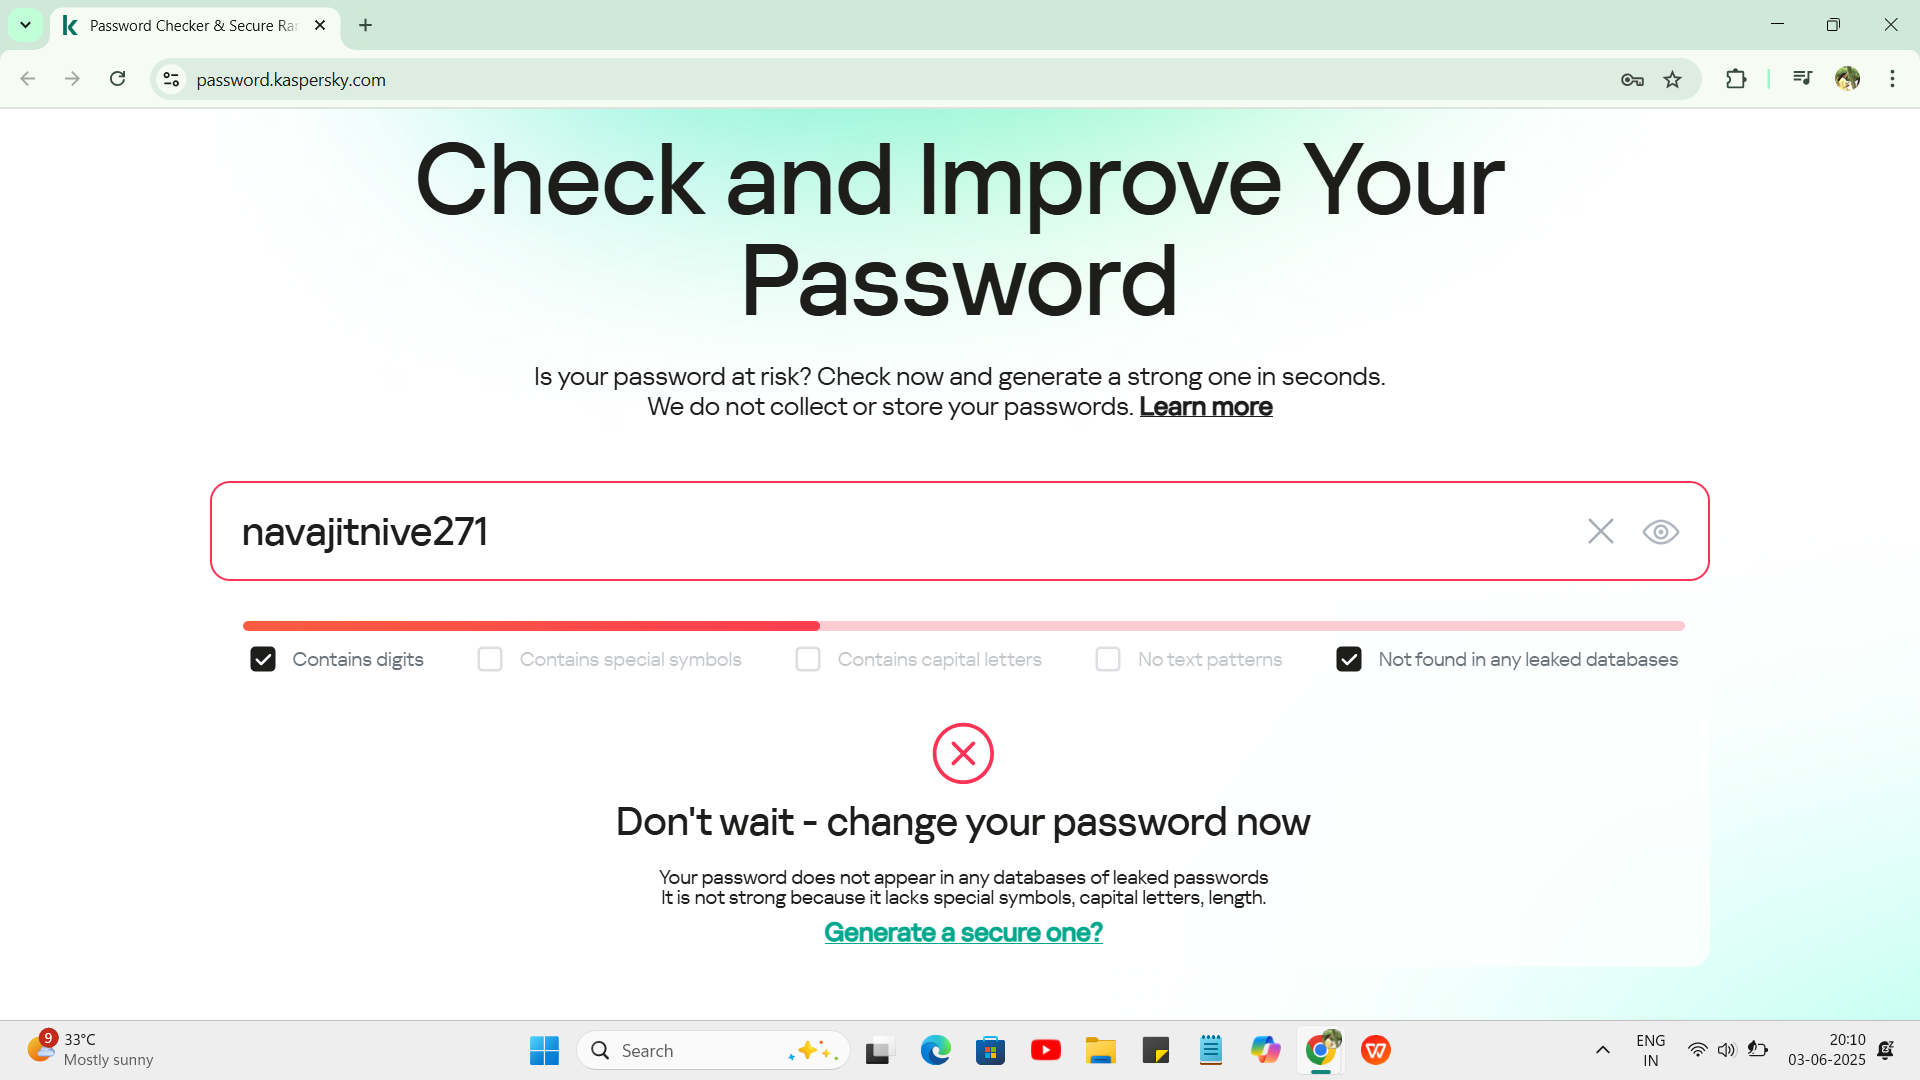 Password Checker & Secure Rar
password.kaspersky.com
Check and Improve Your
Password
Is your password at risk? Check now and generate a strong one in seconds.
We do not collect or store your passwords. Learn more
navajitnive271
Contains digits
Contains special symbols
Contains capital letters
No text patterns
Not found in any leaked databases
Don't wait - change your password now
Your password does not appear in any databases of leaked passwords
It is not strong because it lacks special symbols, capital letters, length.
Generate a secure one?
9
33°C
Mostly sunny
Search
ENG
IN
20:10
03-06-2025